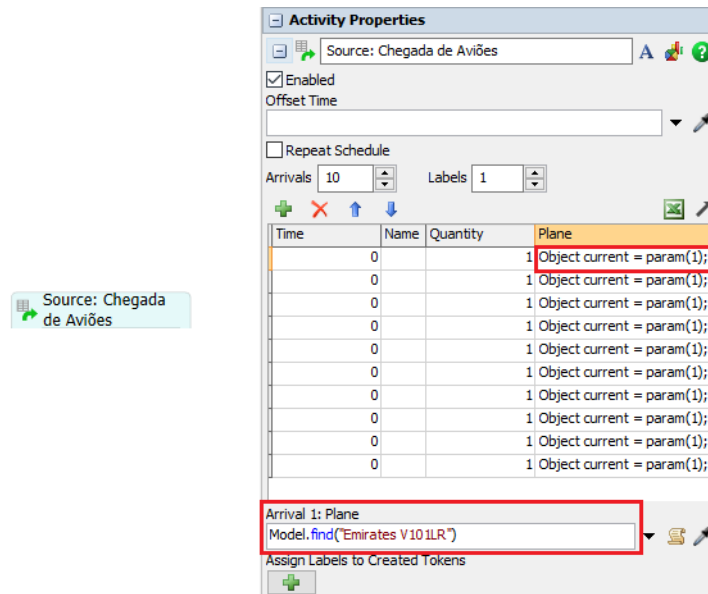 Activity Properties
Source: Chegada de Aviões
Enabled
Offset Time
Repeat Schedule
Arrivals 10 Labels 1
Time Name Quantity Plane
0 1 Object current = param(1);
0 1 Object current = param(1);
0 1 Object current = param(1);
0 1 Object current = param(1);
0 1 Object current = param(1);
0 1 Object current = param(1);
0 1 Object current = param(1);
0 1 Object current = param(1);
0 1 Object current = param(1);
0 1 Object current = param(1);
Arrival 1: Plane
Model.find("Emirates V101LR")
Assign Labels to Created Tokens
Source: Chegada
de Aviões